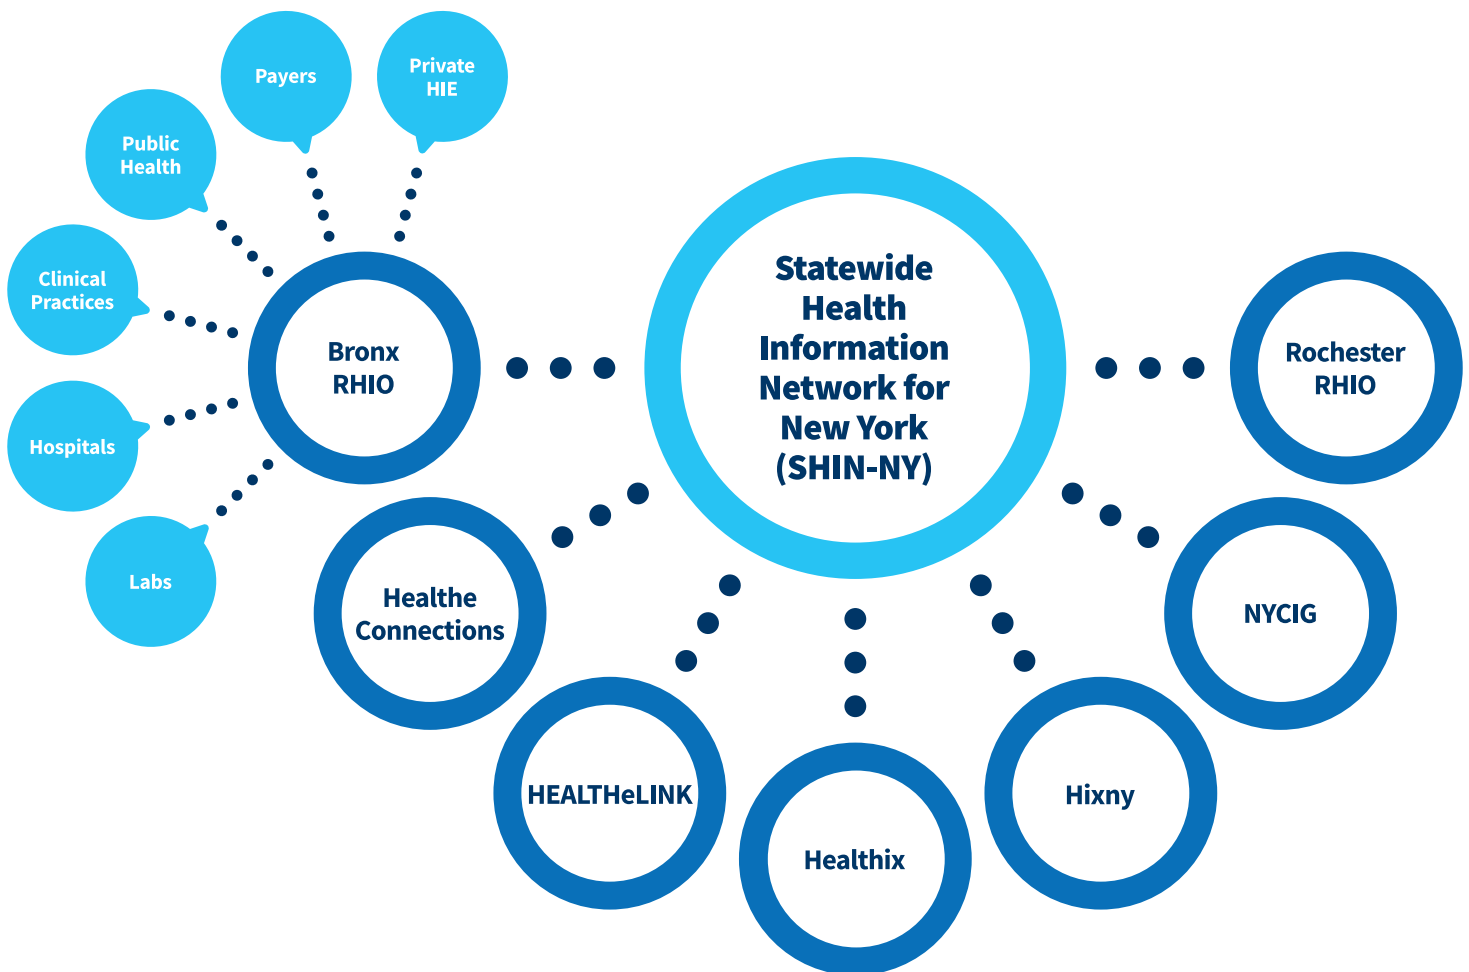 Payers
Private
HIE
Public
Health
Clinical
Practices
Hospitals
Labs
Bronx
RHIO
Statewide
Health
Information
Network for
New York
(SHIN-NY)
Rochester
RHIO
Healthe
Connections
NYCIG
HEALTHeLINK
Hixny
Healthix